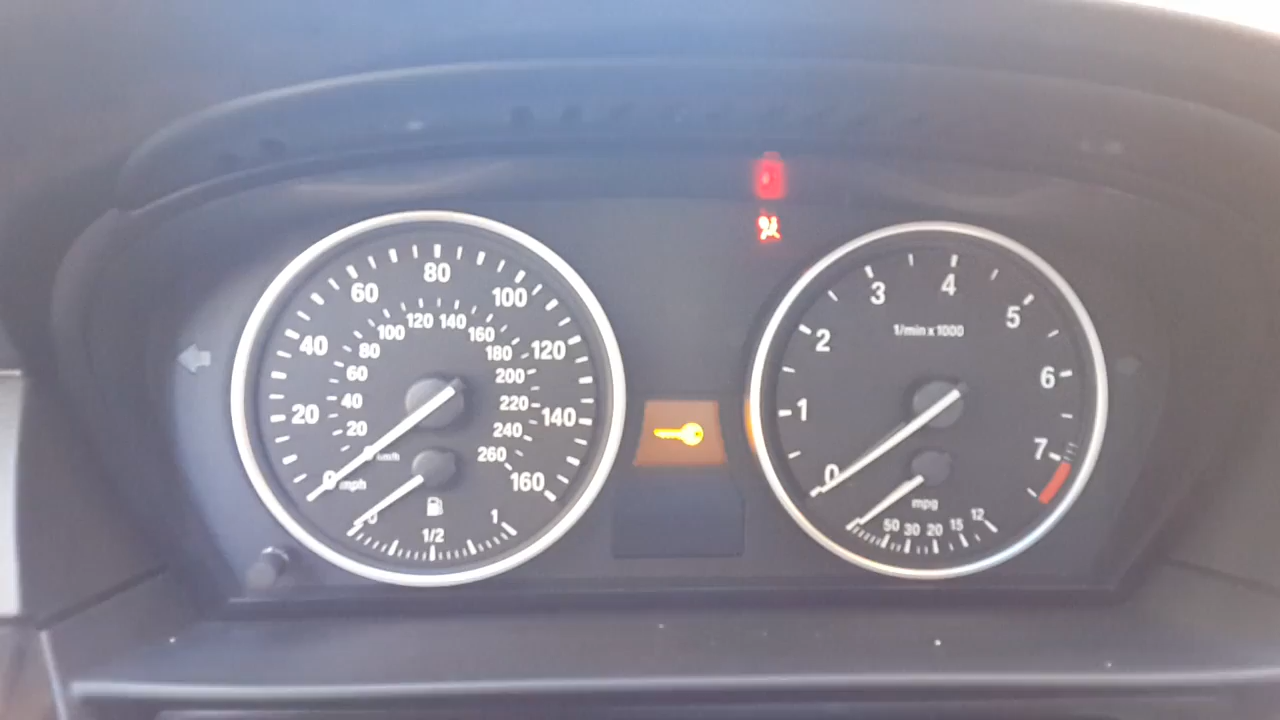 20 40 60 80 100 120 140 160
20 40 60 80 100 120 140 160 180 200 220 240 260
km/h
0 mph
0 1/2 1
0 1 2 3 4 5 6 7
1/min x 1000
mpg
50 30 20 15 12